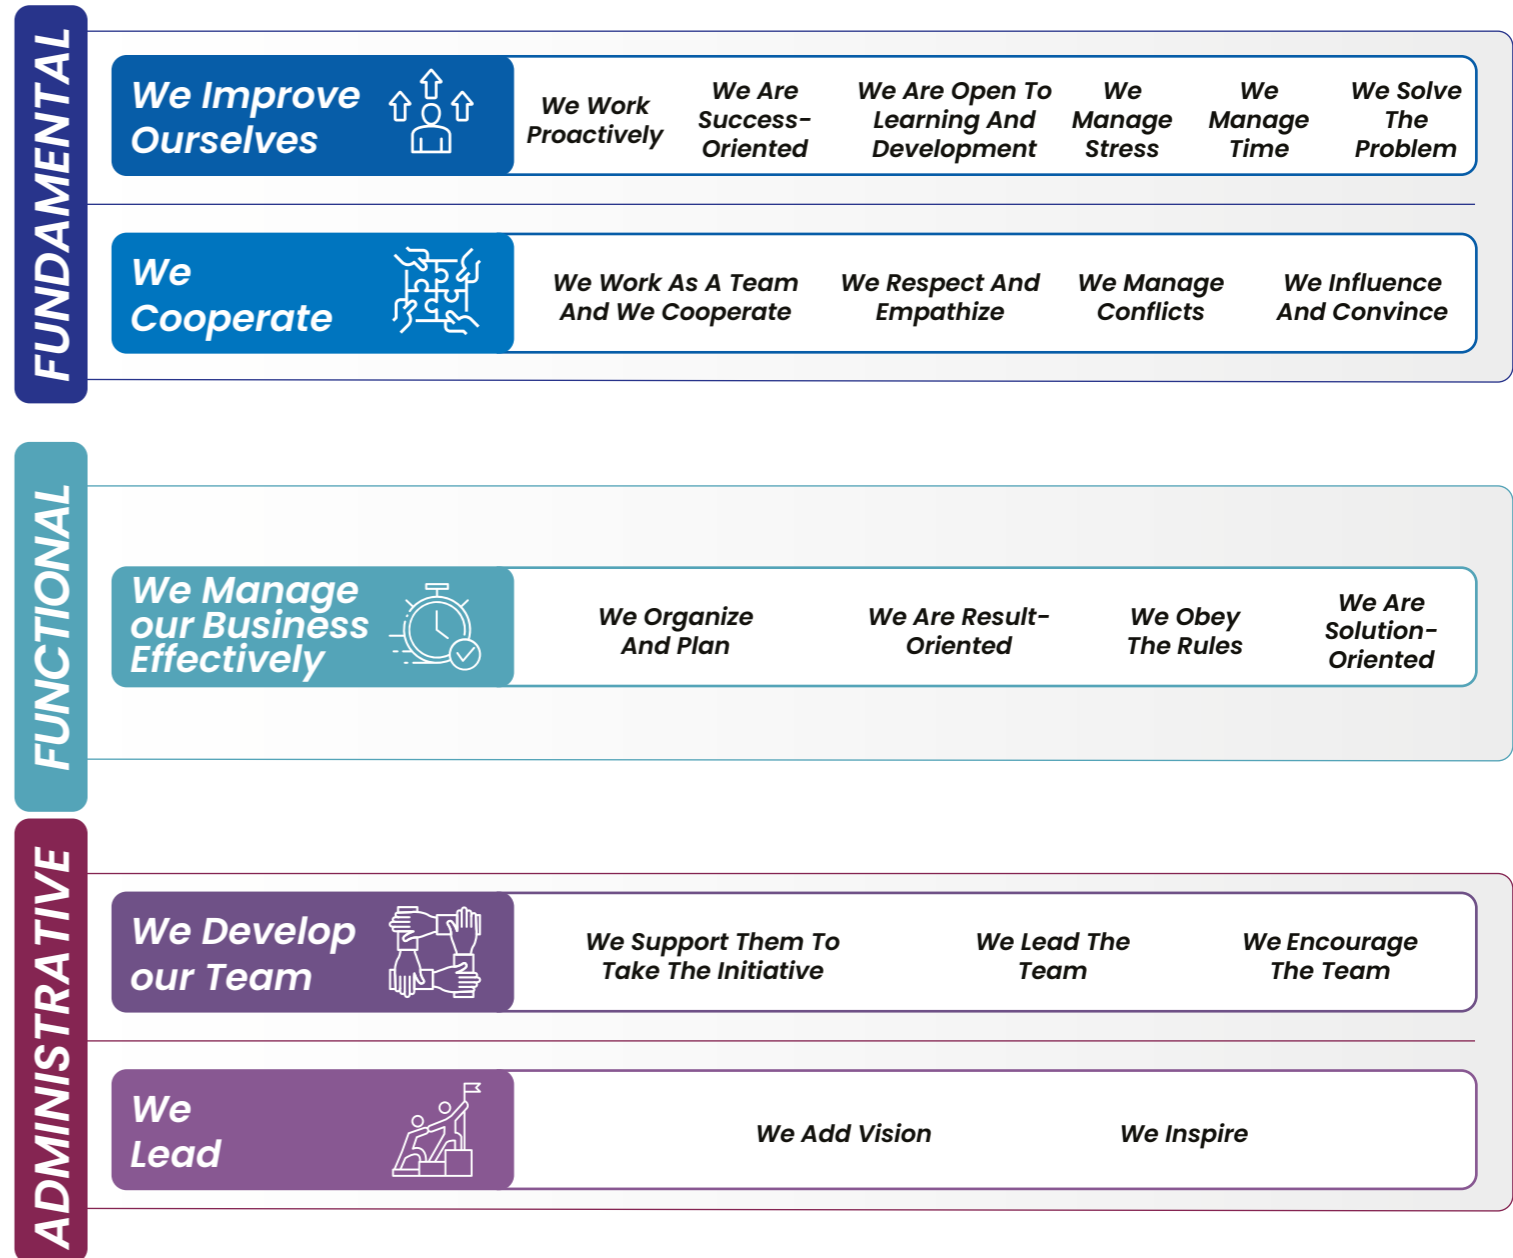 FUNDAMENTAL
We Improve
Ourselves
We Work
Proactively
We Are
Success-
Oriented
We Are Open To
Learning And
Development
We
Manage
Stress
We
Manage
Time
We Solve
The
Problem
We
Cooperate
We Work As A Team
And We Cooperate
We Respect And
Empathize
We Manage
Conflicts
We Influence
And Convince
FUNCTIONAL
We Manage
our Business
Effectively
We Organize
And Plan
We Are Result-
Oriented
We Obey
The Rules
We Are
Solution-
Oriented
ADMINISTRATIVE
We Develop
our Team
We Support Them To
Take The Initiative
We Lead The
Team
We Encourage
The Team
We
Lead
We Add Vision
We Inspire